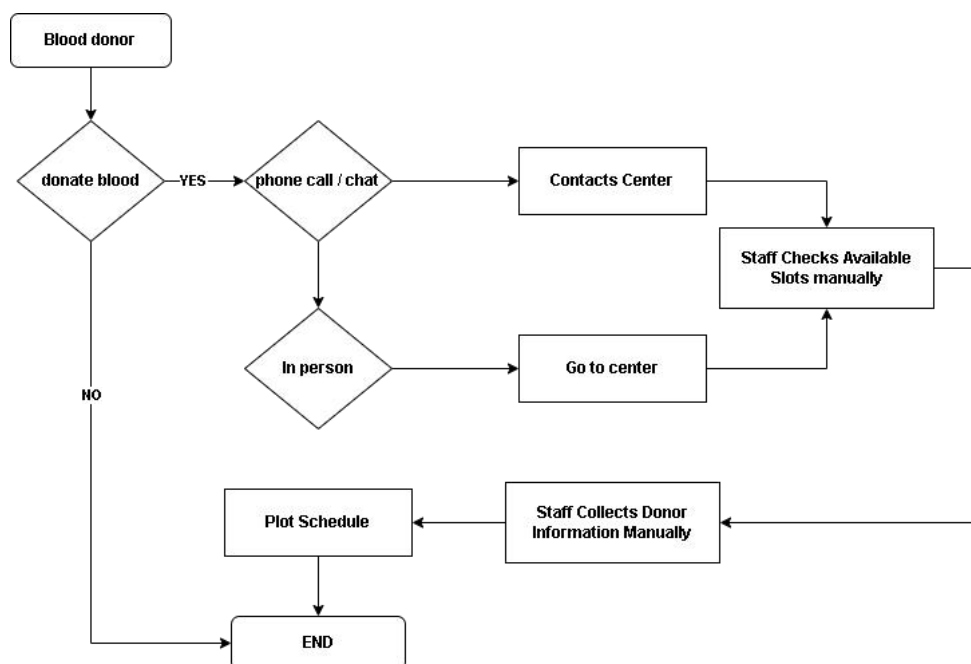 Blood donor
donate blood
YES
phone call / chat
Contacts Center
Staff Checks Available
Slots manually
In person
Go to center
NO
Plot Schedule
Staff Collects Donor
Information Manually
END